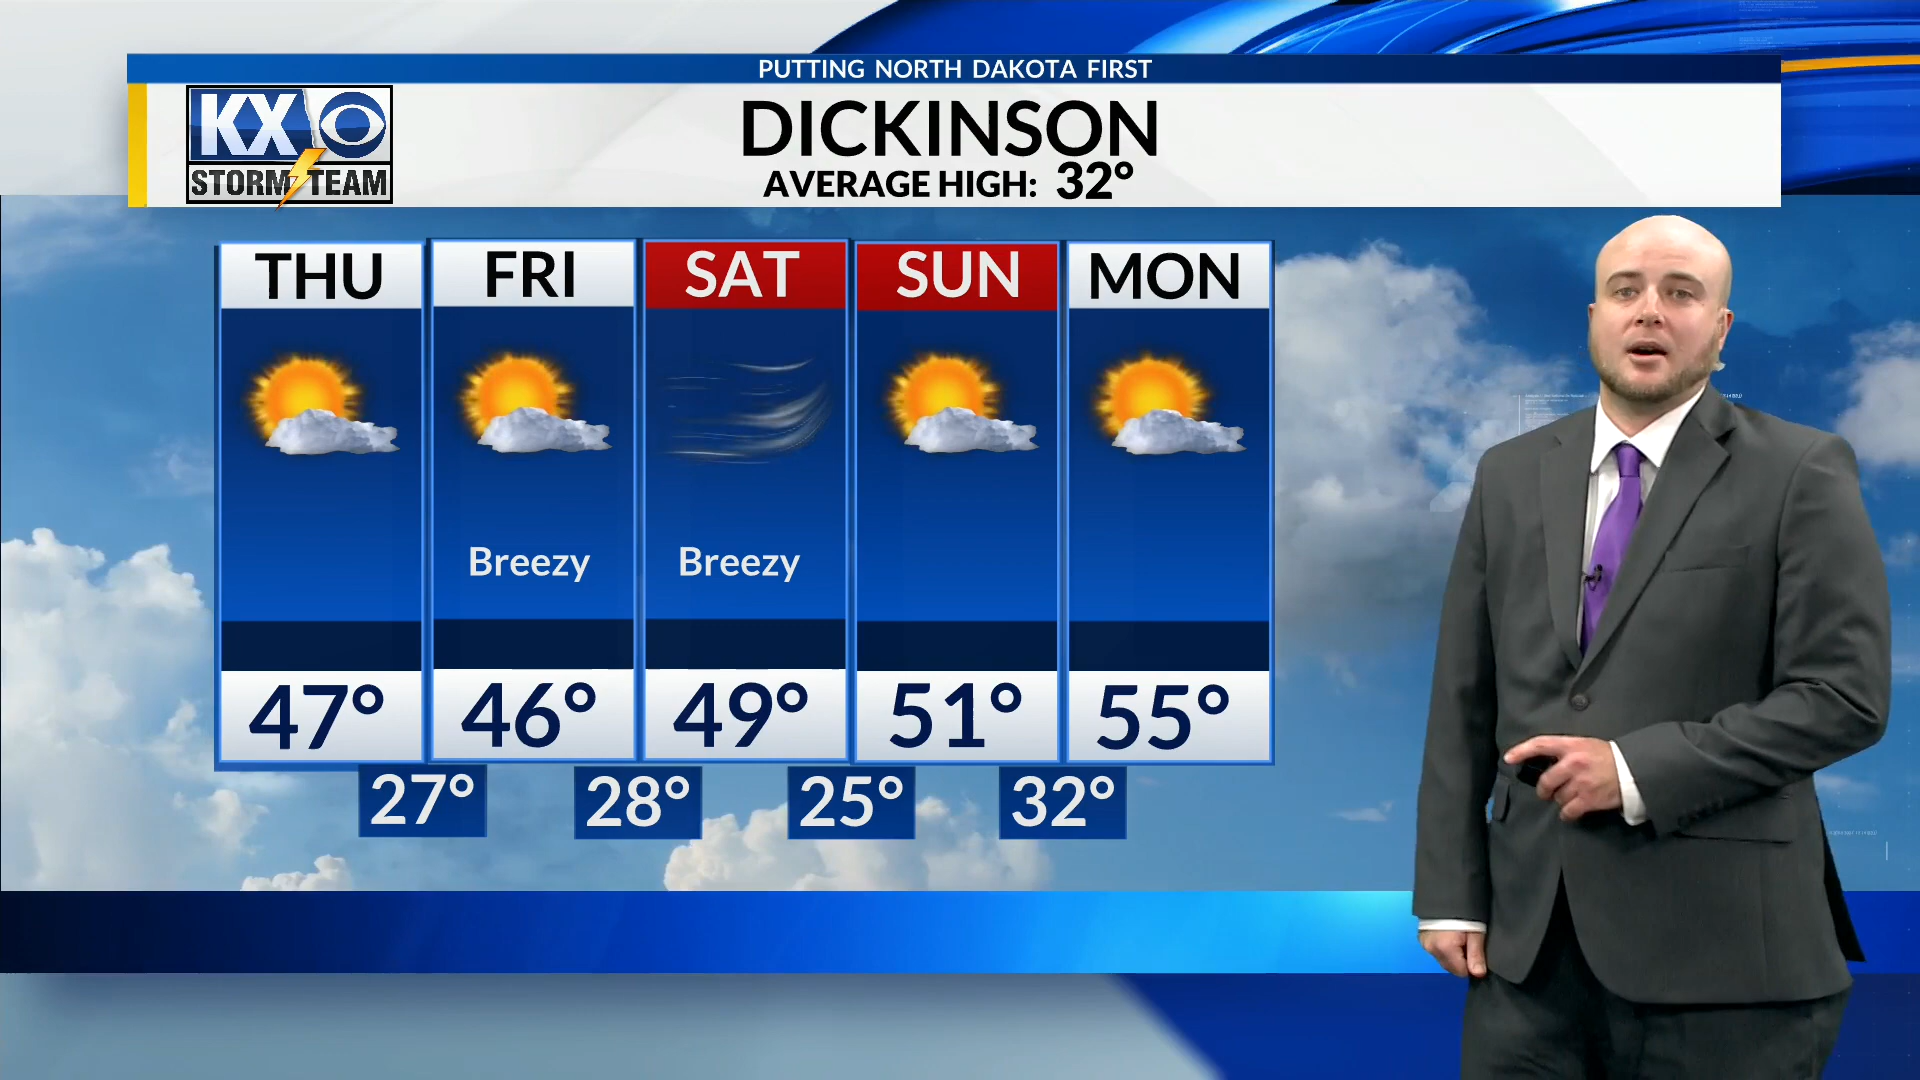 PUTTING NORTH DAKOTA FIRST
KX
STORM TEAM
DICKINSON
AVERAGE HIGH: 32°
THU FRI SAT SUN MON
Breezy Breezy
47° 46° 49° 51° 55°
27° 28° 25° 32°